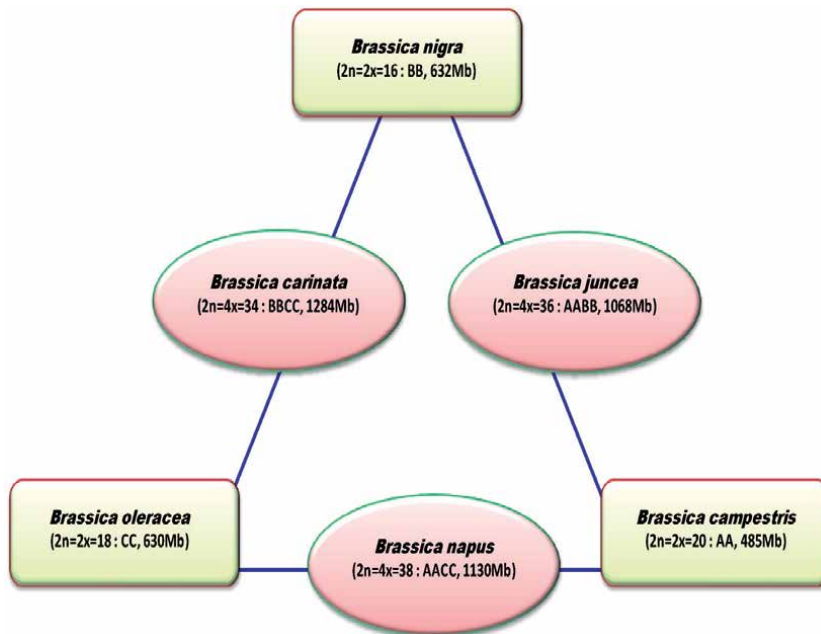 Brassica nigra
(2n=2x=16 : BB, 632Mb)
Brassica carinata
(2n=4x=34 : BBCC, 1284Mb)
Brassica juncea
(2n=4x=36 : AABB, 1068Mb)
Brassica oleracea
(2n=2x=18 : CC, 630Mb)
Brassica napus
(2n=4x=38 : AACC, 1130Mb)
Brassica campestris
(2n=2x=20 : AA, 485Mb)